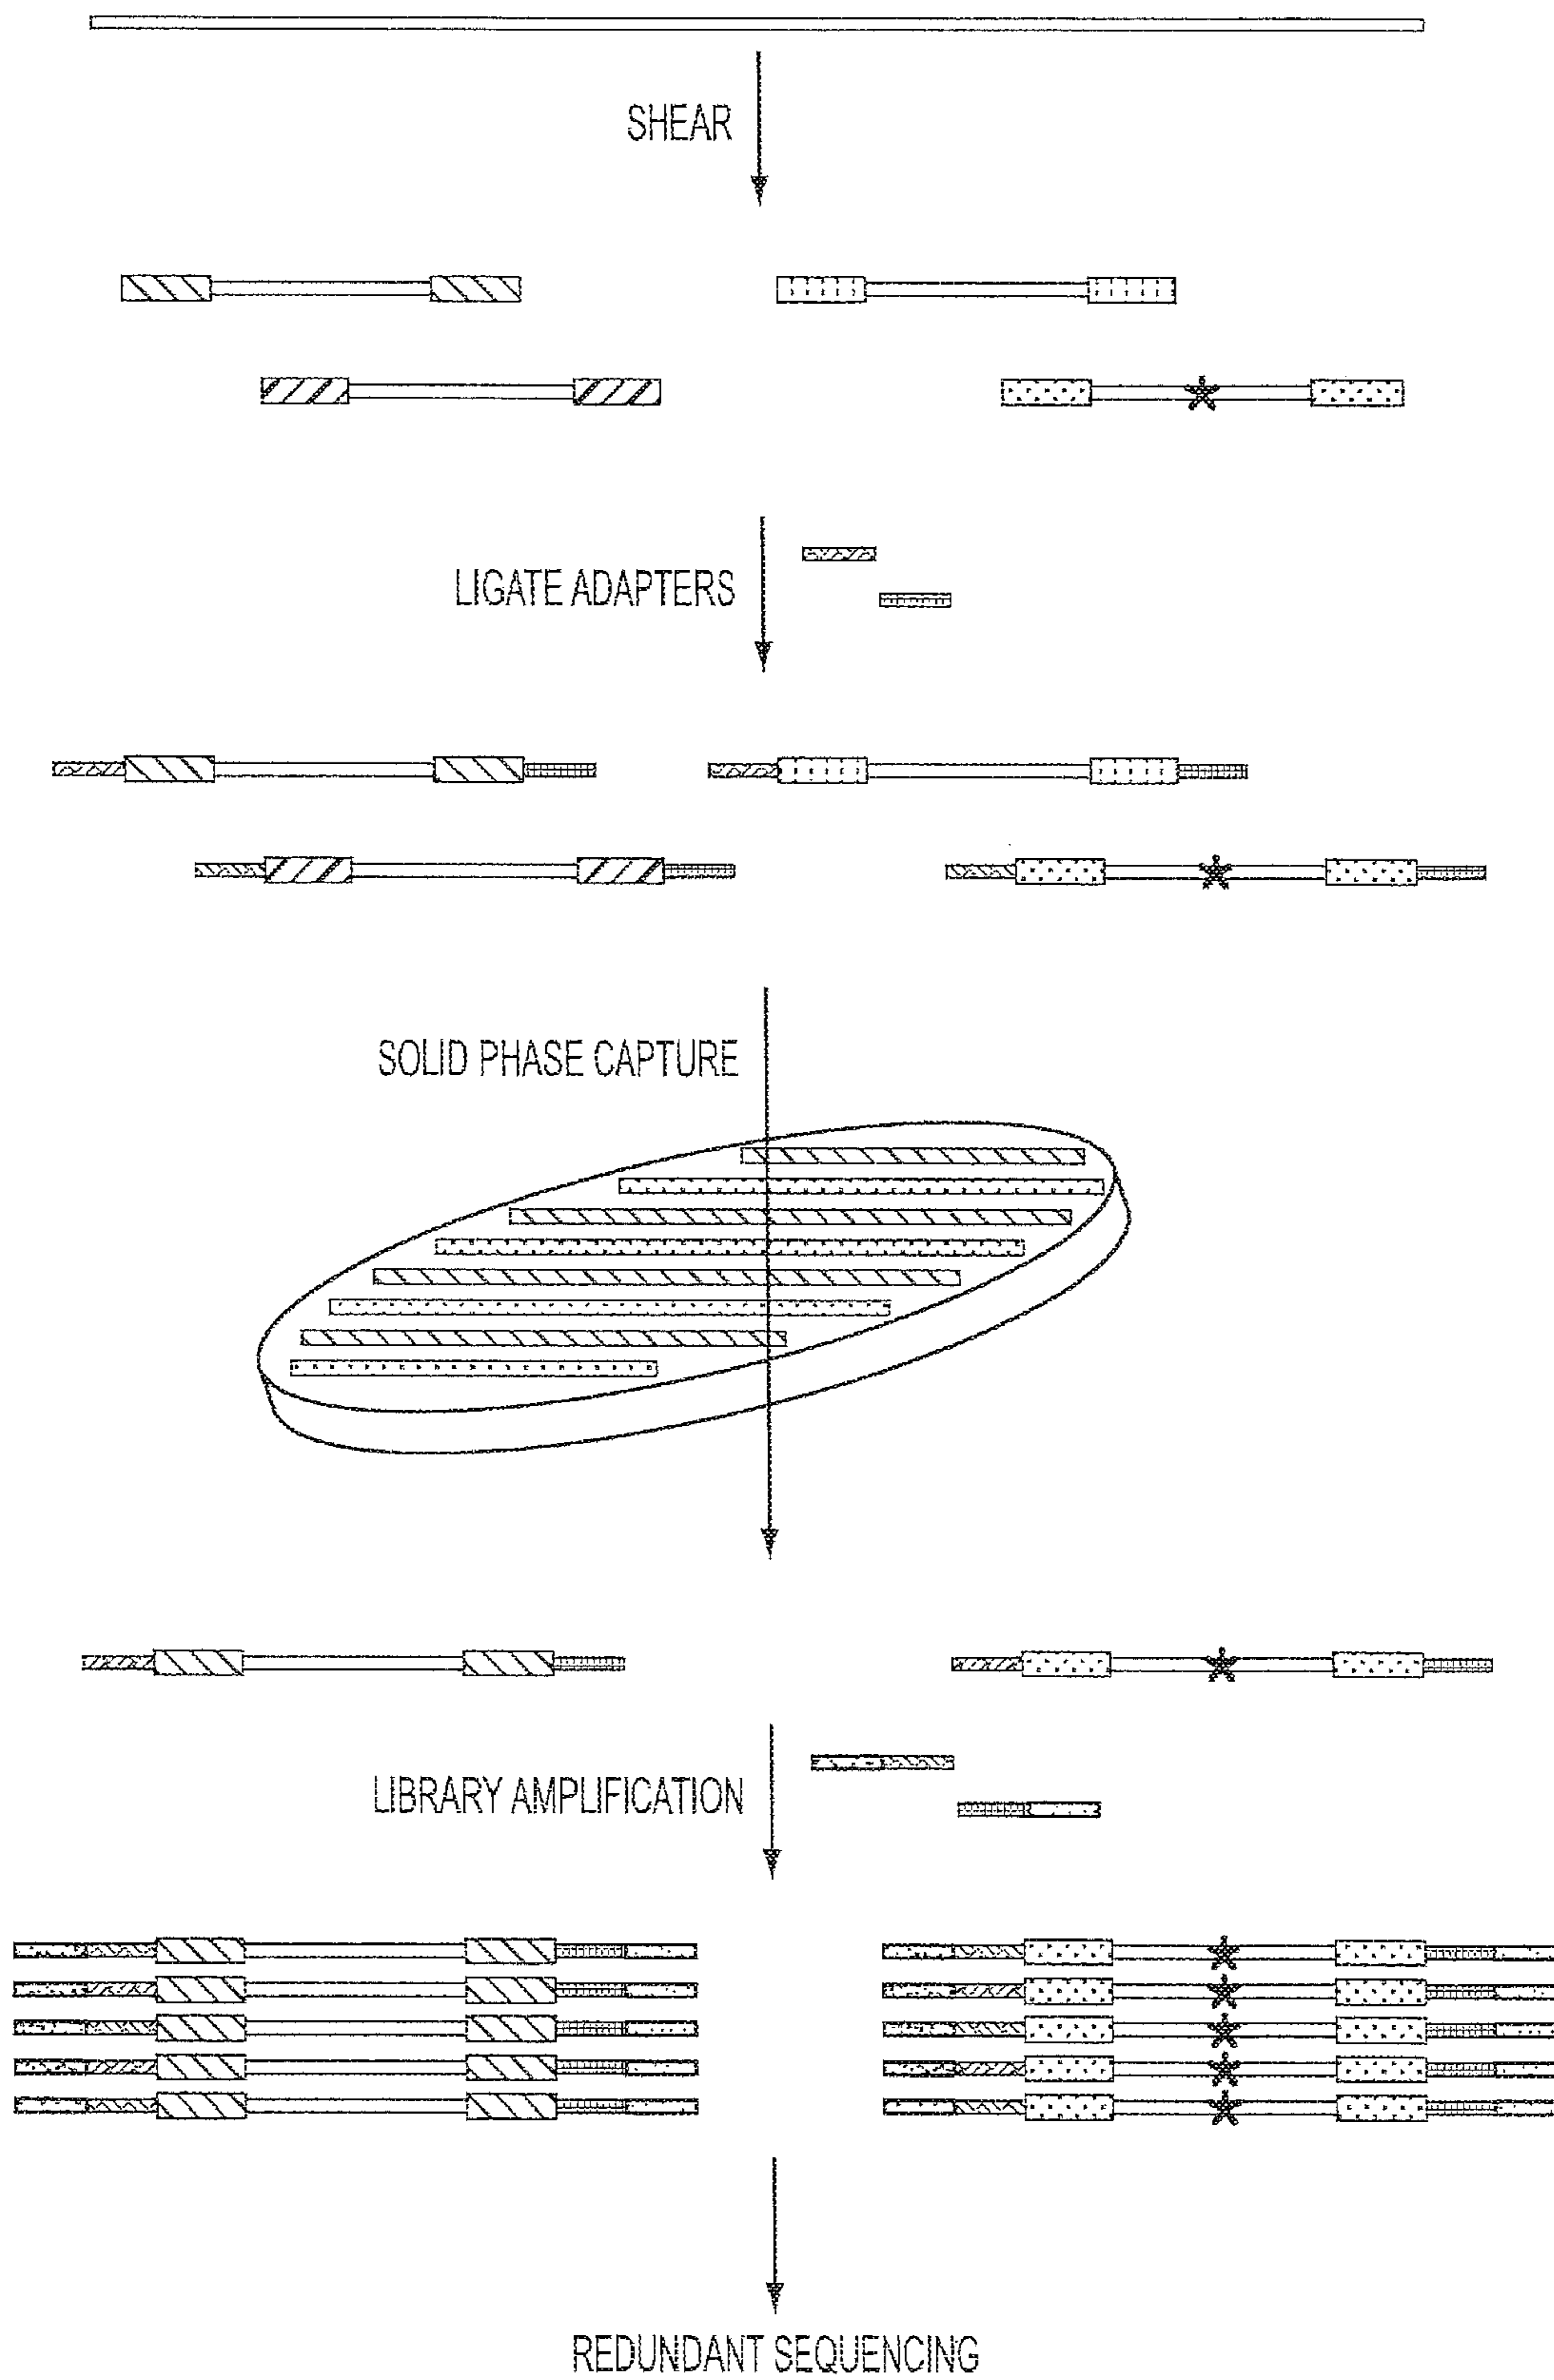 SHEAR
LIGATE ADAPTERS
SOLID PHASE CAPTURE
LIBRARY AMPLIFICATION
REDUNDANT SEQUENCING